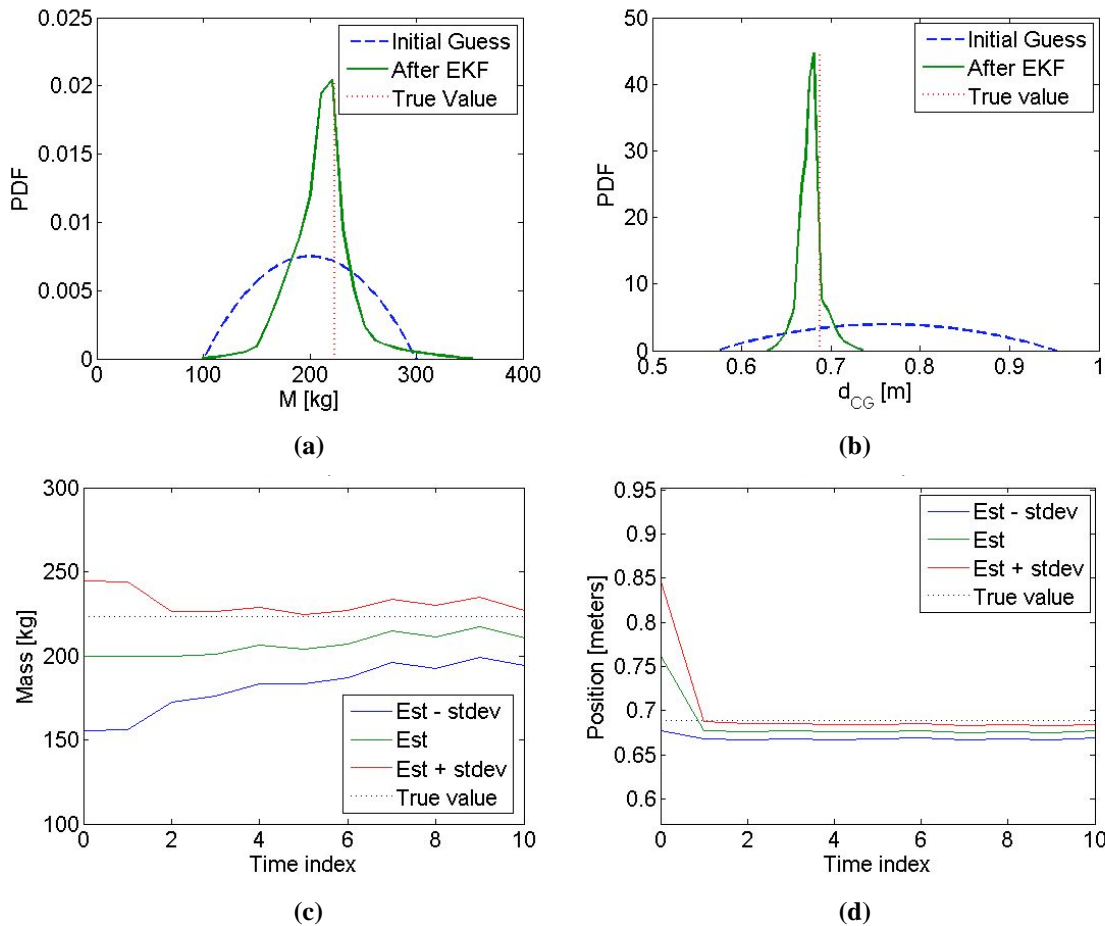 0.025
0.02
0.015
0.01
0.005
0
PDF
Initial Guess
After EKF
True Value
0 100 200 300 400
M [kg]
(a)
50
40
30
20
10
0
PDF
Initial Guess
After EKF
True value
0.5 0.6 0.7 0.8 0.9 1
d_CG [m]
(b)
300
250
200
150
100
Mass [kg]
Est - stdev
Est
Est + stdev
True value
0 2 4 6 8 10
Time index
(c)
0.95
0.9
0.85
0.8
0.75
0.7
0.65
0.6
Position [meters]
Est - stdev
Est
Est + stdev
True value
0 2 4 6 8 10
Time index
(d)